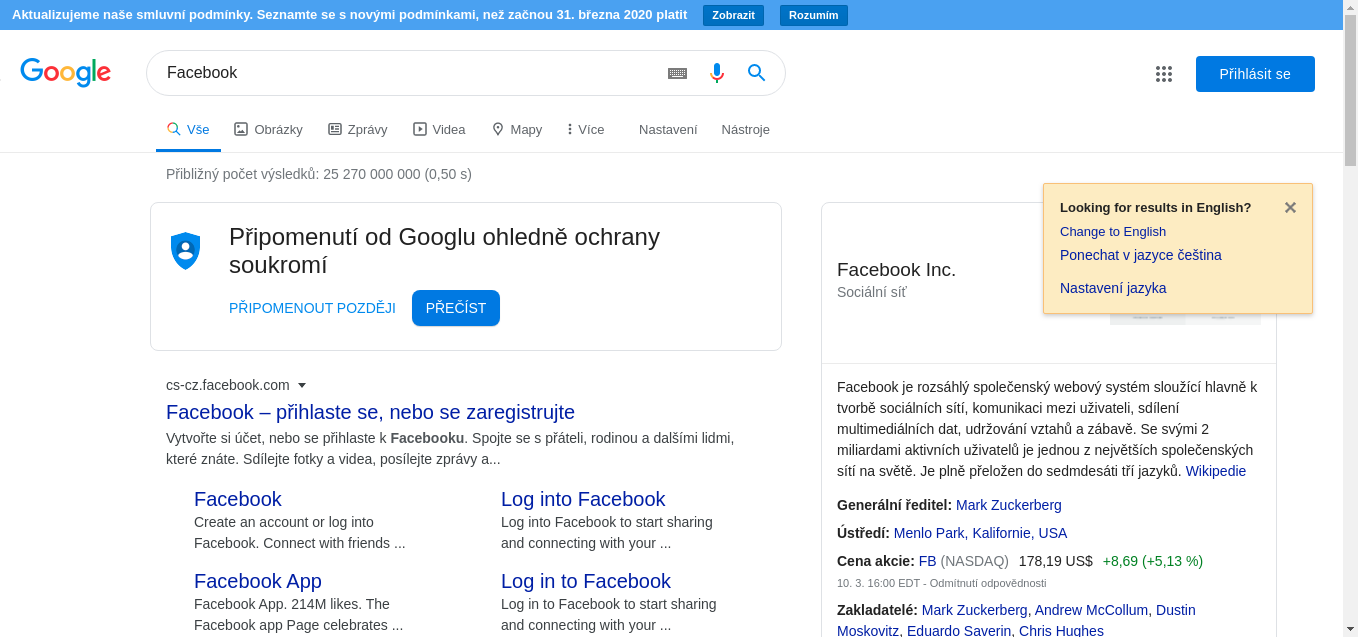 Aktualizujeme naše smluvní podmínky. Seznamte se s novými podmínkami, než začnou 31. března 2020 platit Zobrazit Rozumím
Google Facebook Přihlásit se
Vše Obrázky Zprávy Videa Mapy Více Nastavení Nástroje
Přibližný počet výsledků: 25 270 000 000 (0,50 s)
Připomenutí od Googlu ohledně ochrany
soukromí
PŘIPOMENOUT POZDĚJI PŘEČÍST
cs-cz.facebook.com
Facebook – přihlaste se, nebo se zaregistrujte
Vytvořte si účet, nebo se přihlaste k Facebooku. Spojte se s přáteli, rodinou a dalšími lidmi,
které znáte. Sdílejte fotky a videa, posílejte zprávy a...
Facebook
Create an account or log into
Facebook. Connect with friends ...
Log into Facebook
Log into Facebook to start sharing
and connecting with your ...
Facebook App
Facebook App. 214M likes. The
Facebook app Page celebrates ...
Log in to Facebook
Log in to Facebook to start sharing
and connecting with your ...
Looking for results in English?
Change to English
Ponechat v jazyce čeština
Nastavení jazyka
Facebook Inc.
Sociální síť
Facebook je rozsáhlý společenský webový systém sloužící hlavně k
tvorbě sociálních sítí, komunikaci mezi uživateli, sdílení
multimediálních dat, udržování vztahů a zábavě. Se svými 2
miliardami aktivních uživatelů je jednou z největších společenských
sítí na světě. Je plně přeložen do sedmdesáti tří jazyků. Wikipedie
Generální ředitel: Mark Zuckerberg
Ústředí: Menlo Park, Kalifornie, USA
Cena akcie: FB (NASDAQ) 178,19 US$ +8,69 (+5,13 %)
10. 3. 16:00 EDT - Odmítnutí odpovědnosti
Zakladatelé: Mark Zuckerberg, Andrew McCollum, Dustin
Moskovitz, Eduardo Saverin, Chris Hughes